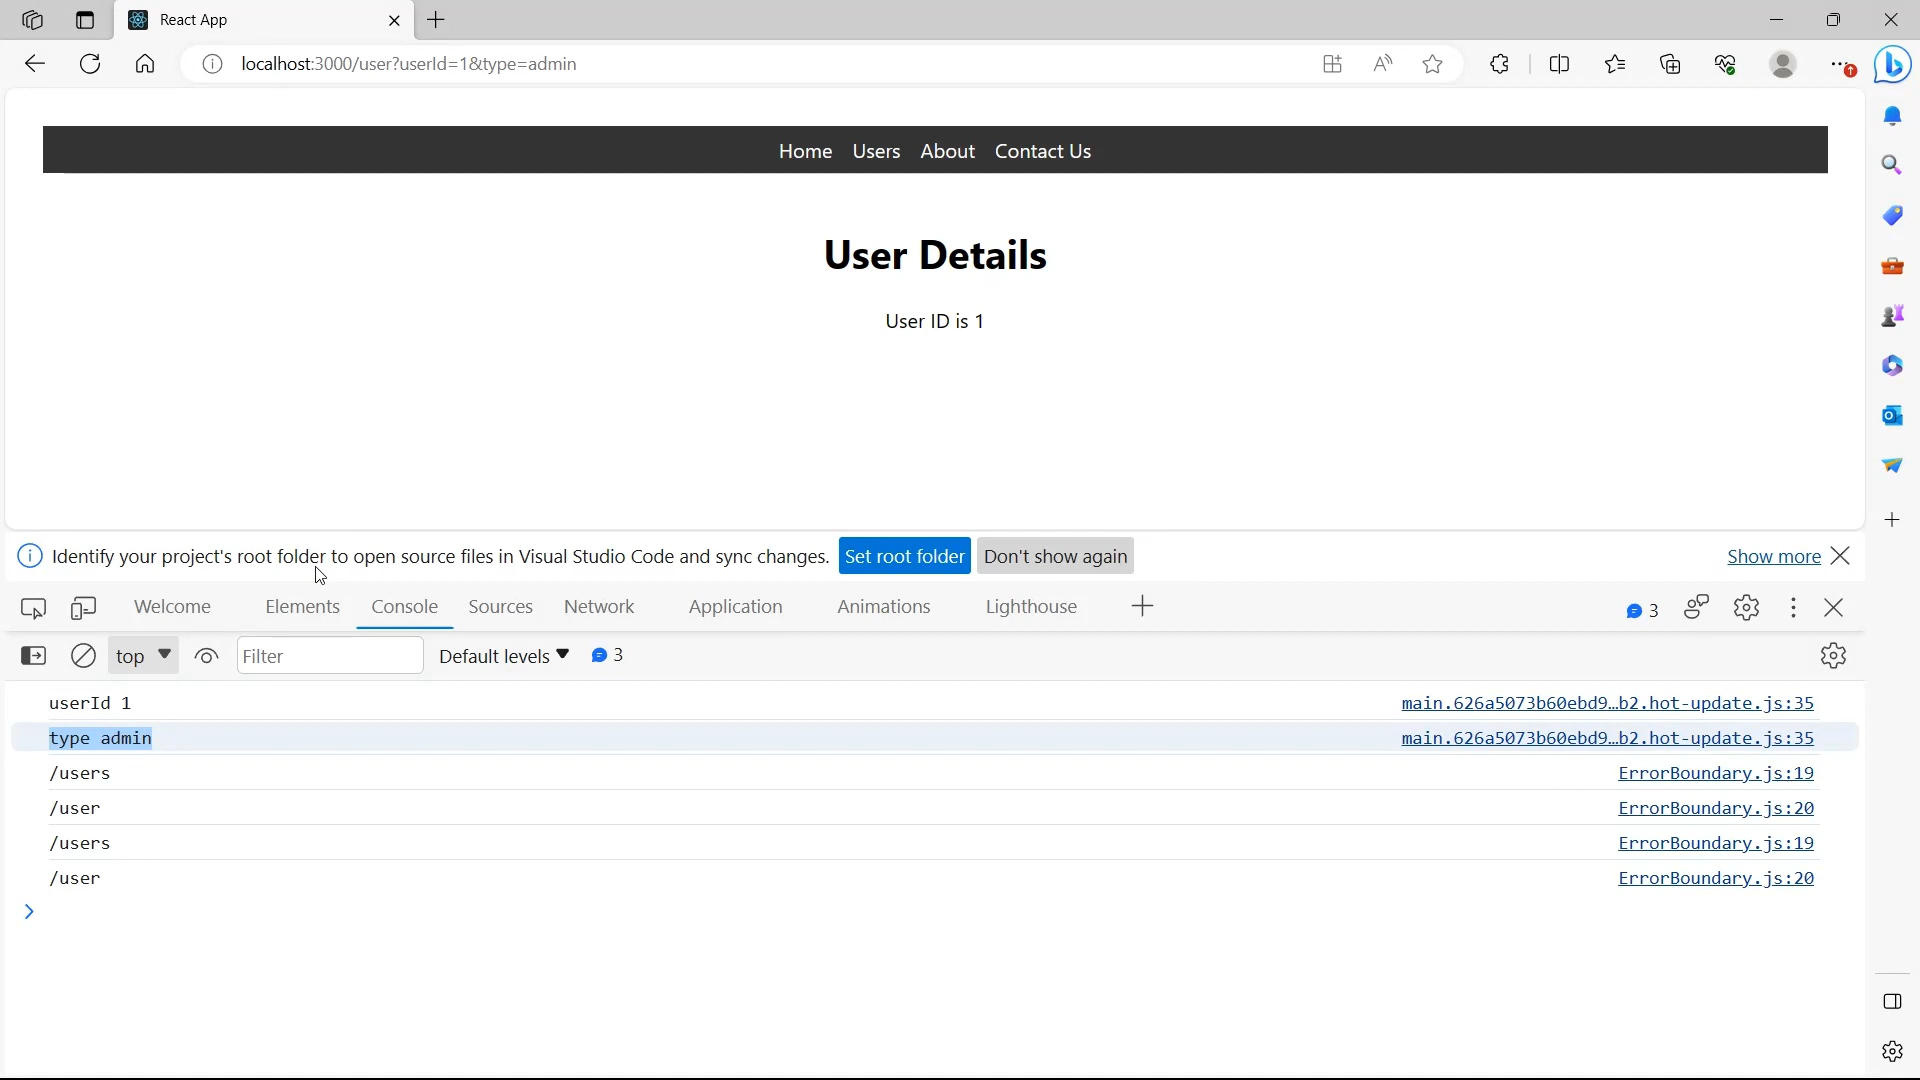 React App
localhost:3000/user?userId=1&type=admin
Home Users About Contact Us
User Details
User ID is 1
Identify your project's root folder to open source files in Visual Studio Code and sync changes. Set root folder Don't show again Show more
Welcome Elements Console Sources Network Application Animations Lighthouse 3
top Filter Default levels 3
userId 1 main.626a5073b60ebd9…b2.hot-update.js:35
type admin main.626a5073b60ebd9…b2.hot-update.js:35
/users ErrorBoundary.js:19
/user ErrorBoundary.js:20
/users ErrorBoundary.js:19
/user ErrorBoundary.js:20